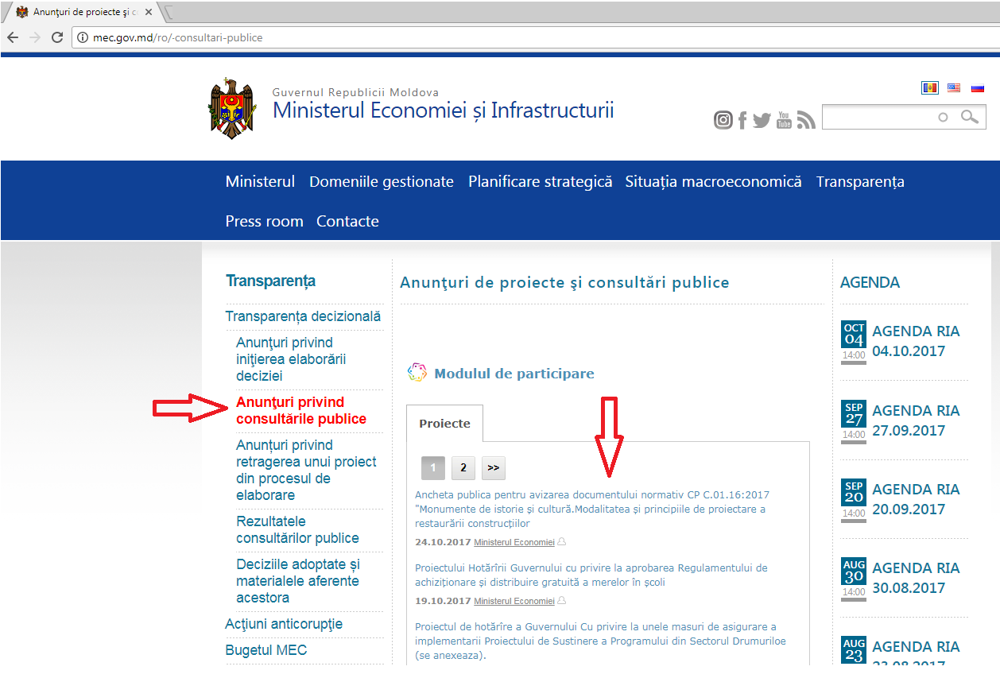 Anunţuri de proiecte şi c
mec.gov.md/ro/-consultari-publice
Guvernul Republicii Moldova
Ministerul Economiei și Infrastructurii
You
Tube
Ministerul Domeniile gestionate Planificare strategică Situația macroeconomică Transparența
Press room Contacte
Transparența
Transparența decizională
Anunţuri privind
iniţierea elaborării
deciziei
Anunţuri privind
consultările publice
Anunțuri privind
retragerea unui proiect
din procesul de
elaborare
Rezultatele
consultărilor publice
Deciziile adoptate și
materialele aferente
acestora
Acţiuni anticorupţie
Bugetul MEC
Anunţuri de proiecte şi consultări publice
Modulul de participare
Proiecte
1 2 >>
Ancheta publica pentru avizarea documentului normativ CP C.01.16:2017
"Monumente de istorie și cultură.Modalitatea și principiile de proiectare a
restaurării construcțiilor
24.10.2017 Ministerul Economiei
Proiectului Hotărîrii Guvernului cu privire la aprobarea Regulamentului de
achiziționare și distribuire gratuită a merelor în școli
19.10.2017 Ministerul Economiei
Proiectul de hotărîre a Guvernului Cu privire la unele masuri de asigurare a
implementarii Proiectului de Sustinere a Programului din Sectorul Drumuriloe
(se anexeaza).
AGENDA
OCT
04
14:00
AGENDA RIA
04.10.2017
SEP
27
14:00
AGENDA RIA
27.09.2017
SEP
20
14:00
AGENDA RIA
20.09.2017
AUG
30
14:00
AGENDA RIA
30.08.2017
AUG
23
AGENDA RIA
23.08.2017